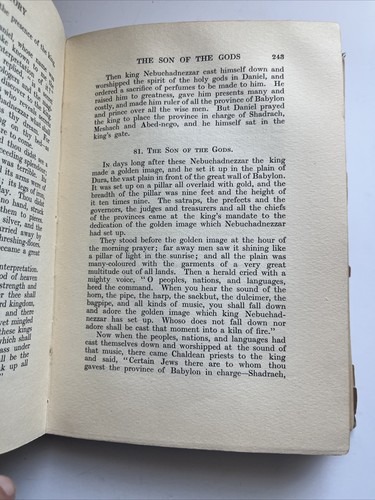 ORY
THE SON OF THE GODS 243
the presence of the
Then king Nebuchadnezzar cast himself down and
worshipped the spirit of the holy gods in Daniel, and
ordered a sacrifice of perfumes to be made to him. He
raised him to greatness, gave him presents many and
costly, and made him ruler of all the province of Babylon
and prince over all the wise men. But Daniel prayed
the king to place the province in charge of Shadrach,
Meshach and Abed-nego, and he himself sat in the
king's gate.
81. THE SON OF THE GODS.
In days long after these Nebuchadnezzar the king
made a golden image, and he set it up in the plain of
Dura, the vast plain in front of the great wall of Babylon.
It was set up on a pillar all overlaid with gold, and the
breadth of the pillar was nine feet and the height of
it ten times nine. The satraps, the prefects and the
governors, the judges and treasurers and all the chiefs
of the provinces came at the king's mandate to the
dedication of the golden image which Nebuchadnezzar
had set up.
They stood before the golden image at the hour of
the morning prayer; far away men saw it shining like
a pillar of light in the sunrise; and all the plain was
many-coloured with the garments of a very great
multitude out of all lands. Then a herald cried with a
mighty voice, "O peoples, nations, and languages,
heed the command. When you hear the sound of the
horn, the pipe, the harp, the sackbut, the dulcimer, the
bagpipe, and all kinds of music, you shall fall down
and adore the golden image which king Nebuchad-
nezzar has set up. Whoso does not fall down nor
adore shall be cast that moment into a kiln of fire."
Now when the peoples, nations, and languages had
cast themselves down and worshipped at the sound of
that music, there came Chaldean priests to the king
and said, "Certain Jews there are to whom thou
gavest the province of Babylon in charge—Shadrach,